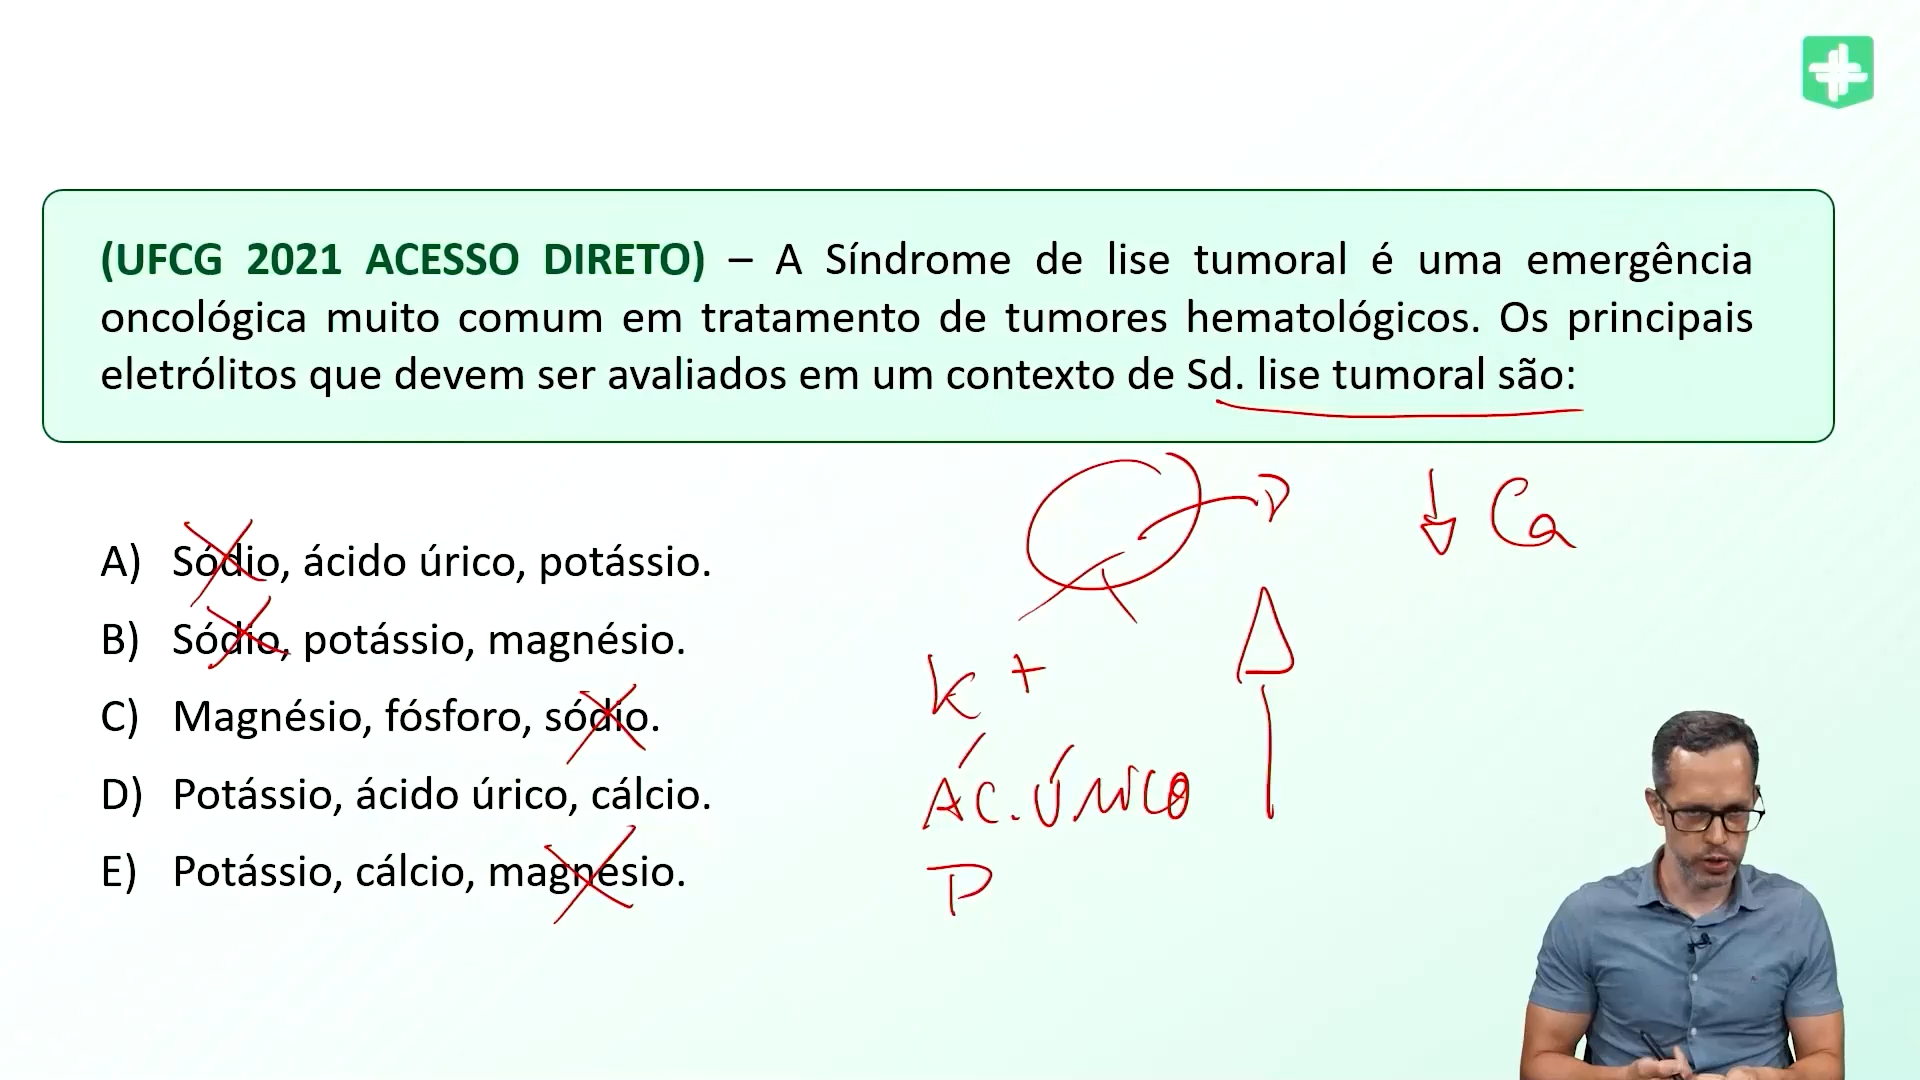 (UFCG 2021 ACESSO DIRETO) – A Síndrome de lise tumoral é uma emergência
oncológica muito comum em tratamento de tumores hematológicos. Os principais
eletrólitos que devem ser avaliados em um contexto de Sd. lise tumoral são:
A) Sódio, ácido úrico, potássio.
B) Sódio, potássio, magnésio.
C) Magnésio, fósforo, sódio.
D) Potássio, ácido úrico, cálcio.
E) Potássio, cálcio, magnésio.
Ca
K+
ÁC. ÚRICO
P